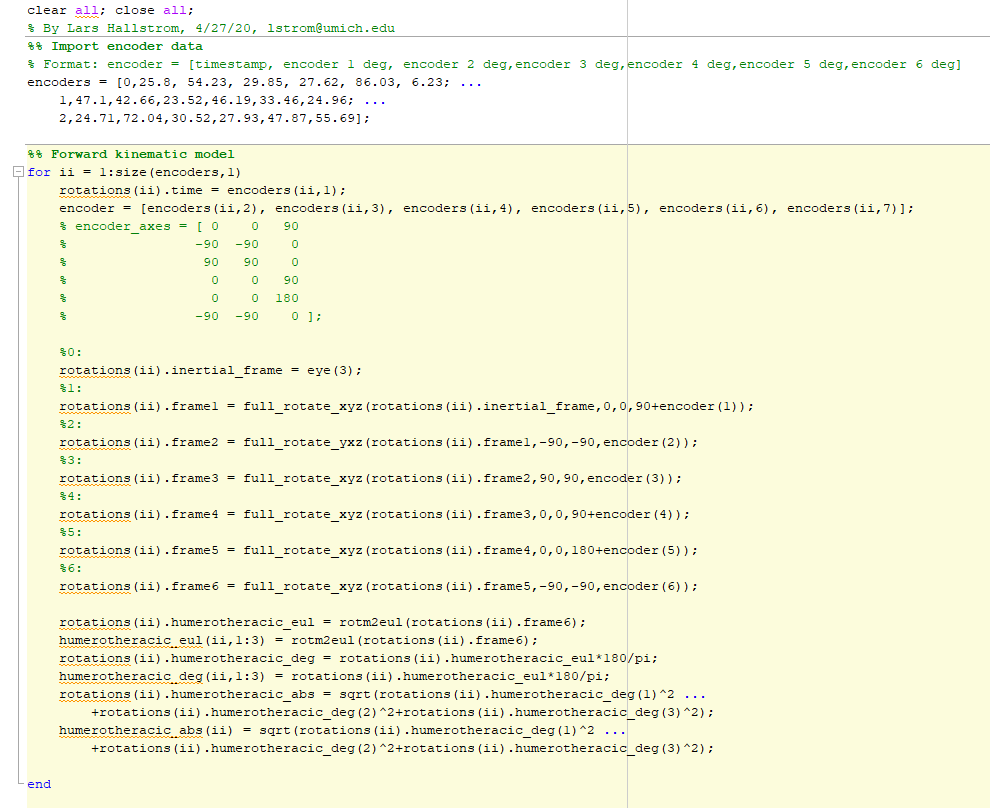 clear all; close all;
% By Lars Hallstrom, 4/27/20, lstrom@umich.edu
%% Import encoder data
% Format: encoder = [timestamp, encoder 1 deg, encoder 2 deg,encoder 3 deg,encoder 4 deg,encoder 5 deg,encoder 6 deg]
encoders = [0,25.8, 54.23, 29.85, 27.62, 86.03, 6.23; ...
    1,47.1,42.66,23.52,46.19,33.46,24.96; ...
    2,24.71,72.04,30.52,27.93,47.87,55.69];
%% Forward kinematic model
for ii = 1:size(encoders,1)
    rotations(ii).time = encoders(ii,1);
    encoder = [encoders(ii,2), encoders(ii,3), encoders(ii,4), encoders(ii,5), encoders(ii,6), encoders(ii,7)];
    % encoder_axes = [ 0    0   90
    %                -90  -90    0
    %                 90   90    0
    %                  0    0   90
    %                  0    0  180
    %                -90  -90    0 ];
    %0:
    rotations(ii).inertial_frame = eye(3);
    %1:
    rotations(ii).frame1 = full_rotate_xyz(rotations(ii).inertial_frame,0,0,90+encoder(1));
    %2:
    rotations(ii).frame2 = full_rotate_yxz(rotations(ii).frame1,-90,-90,encoder(2));
    %3:
    rotations(ii).frame3 = full_rotate_xyz(rotations(ii).frame2,90,90,encoder(3));
    %4:
    rotations(ii).frame4 = full_rotate_xyz(rotations(ii).frame3,0,0,90+encoder(4));
    %5:
    rotations(ii).frame5 = full_rotate_xyz(rotations(ii).frame4,0,0,180+encoder(5));
    %6:
    rotations(ii).frame6 = full_rotate_xyz(rotations(ii).frame5,-90,-90,encoder(6));
    rotations(ii).humerotheracic_eul = rotm2eul(rotations(ii).frame6);
    humerotheracic_eul(ii,1:3) = rotm2eul(rotations(ii).frame6);
    rotations(ii).humerotheracic_deg = rotations(ii).humerotheracic_eul*180/pi;
    humerotheracic_deg(ii,1:3) = rotations(ii).humerotheracic_eul*180/pi;
    rotations(ii).humerotheracic_abs = sqrt(rotations(ii).humerotheracic_deg(1)^2 ...
        +rotations(ii).humerotheracic_deg(2)^2+rotations(ii).humerotheracic_deg(3)^2);
    humerotheracic_abs(ii) = sqrt(rotations(ii).humerotheracic_deg(1)^2 ...
        +rotations(ii).humerotheracic_deg(2)^2+rotations(ii).humerotheracic_deg(3)^2);
end